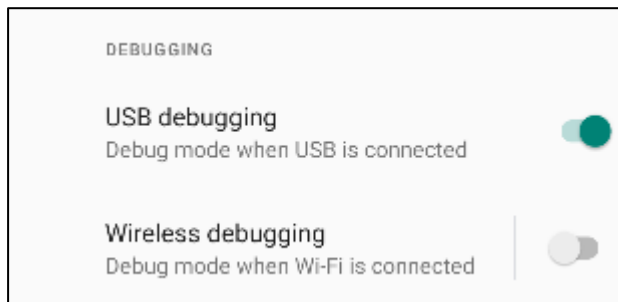 DEBUGGING
USB debugging
Debug mode when USB is connected
Wireless debugging
Debug mode when Wi-Fi is connected